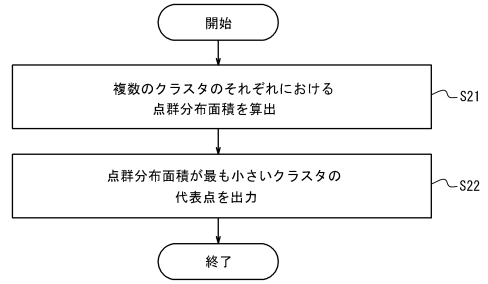 開始
複数のクラスタのそれぞれにおける
点群分布面積を算出
S21
点群分布面積が最も小さいクラスタの
代表点を出力
S22
終了